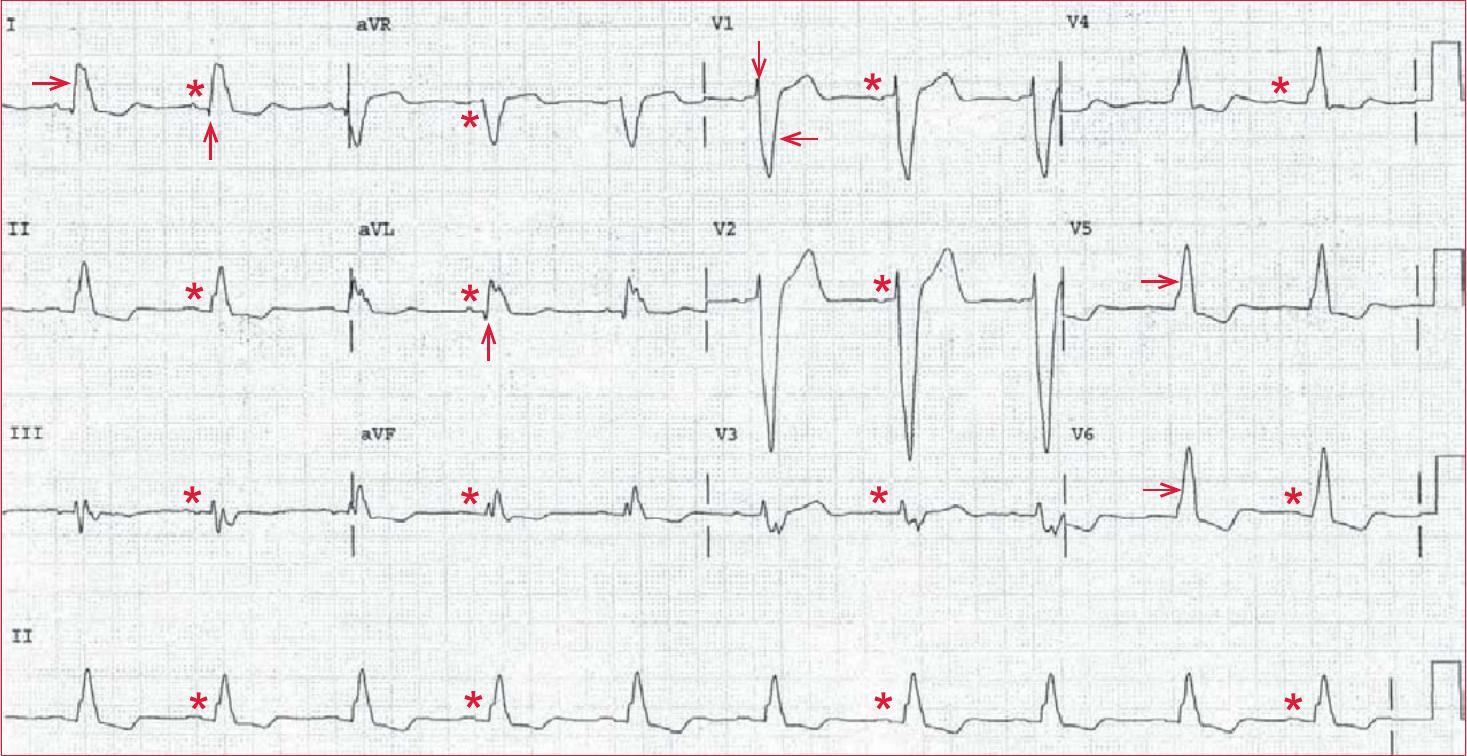 I aVR V1 V4
* * * *
II aVL V2 V5
* * *
III aVF V3 V6
* * * *
II
* * * *